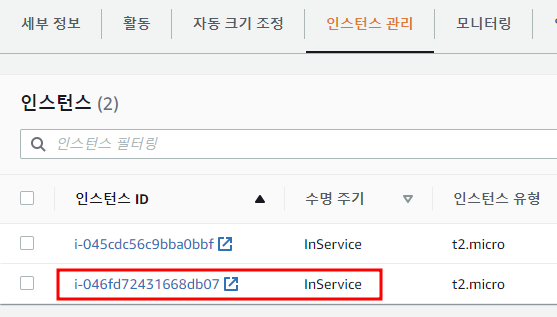 세부 정보 활동 자동 크기 조정 인스턴스 관리 모니터링
인스턴스 (2)
인스턴스 필터링
인스턴스 ID 수명 주기 인스턴스 유형
i-045cdc56c9bba0bbf InService t2.micro
i-046fd72431668db07 InService t2.micro